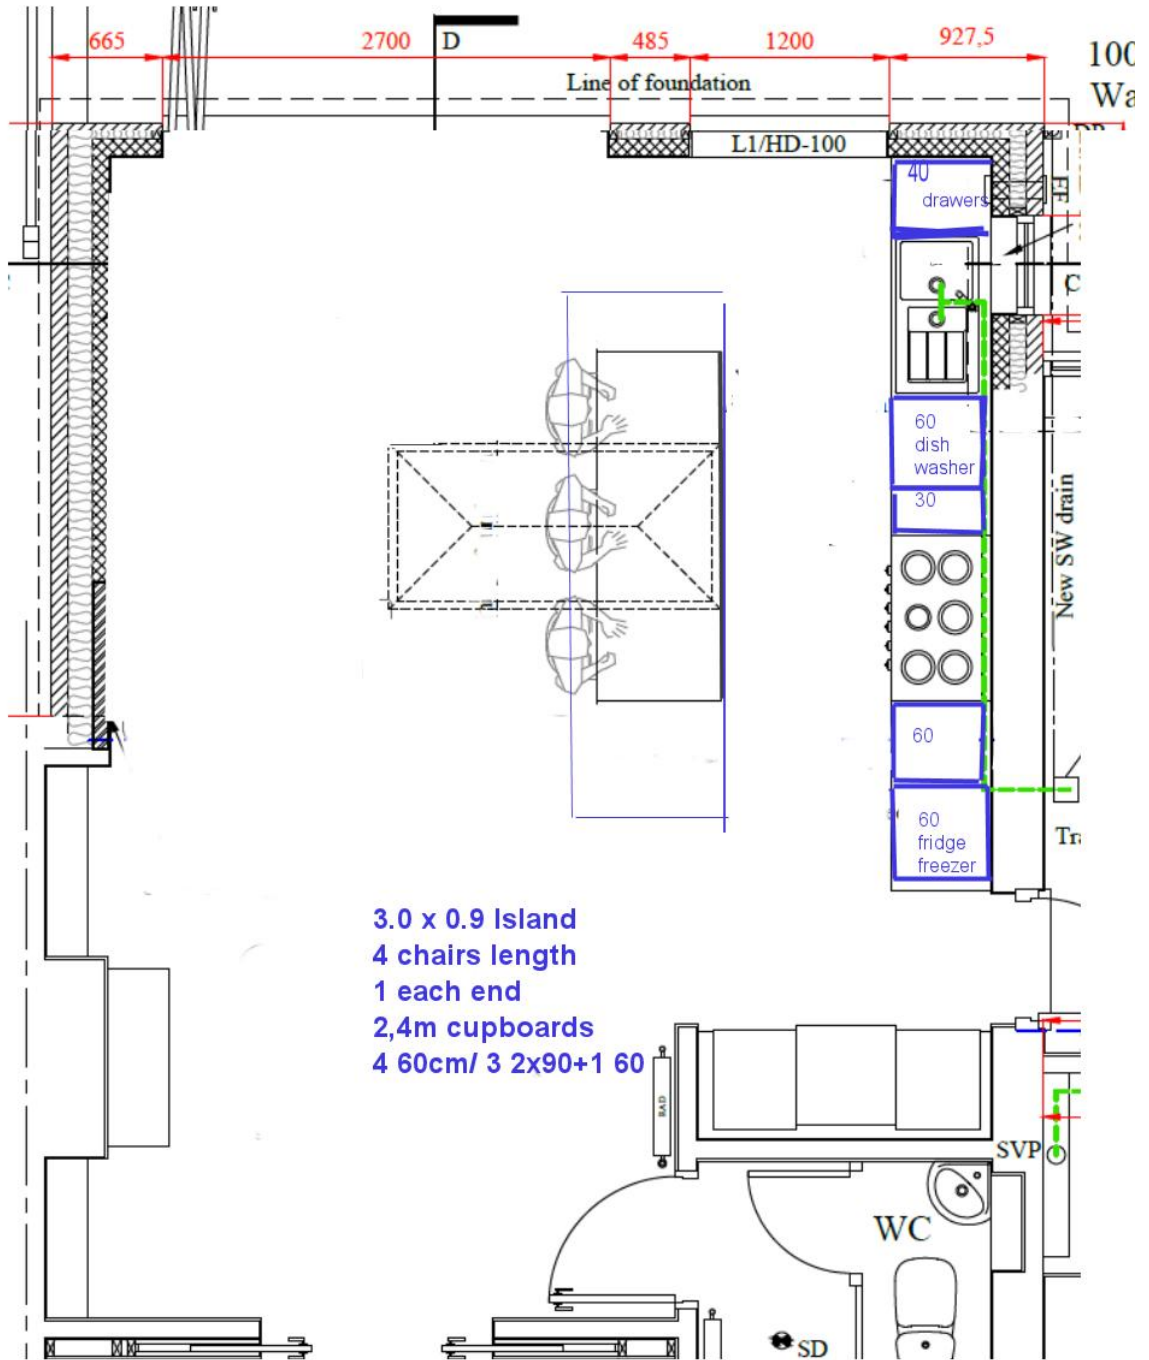 665
2700
D
485
1200
927,5
100
Line of foundation
Wa
L1/HD-100
40
drawers
EF
C
60
dish
washer
30
New SW drain
60
60
fridge
freezer
3.0 x 0.9 Island
4 chairs length
1 each end
2,4m cupboards
4 60cm/ 3 2x90+1 60
RAD
SVP
WC
SD